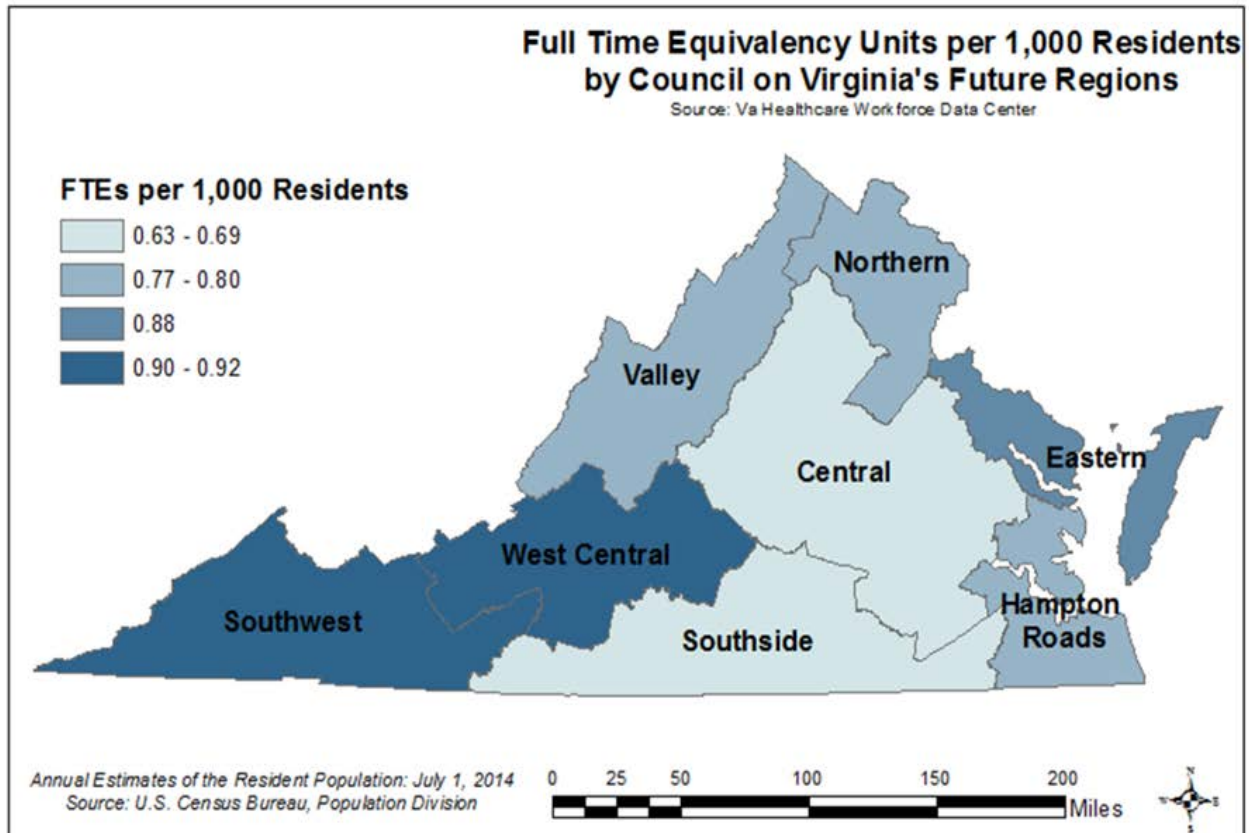 Full Time Equivalency Units per 1,000 Residents
by Council on Virginia's Future Regions
Source: Va Healthcare Workforce Data Center
FTEs per 1,000 Residents
0.63 - 0.69
0.77 - 0.80
0.88
0.90 - 0.92
Northern
Valley
Eastern
Central
West Central
Southwest
Southside
Hampton
Roads
Annual Estimates of the Resident Population: July 1, 2014
Source: U.S. Census Bureau, Population Division
0 25 50 100 150 200
Miles
N
W E
S